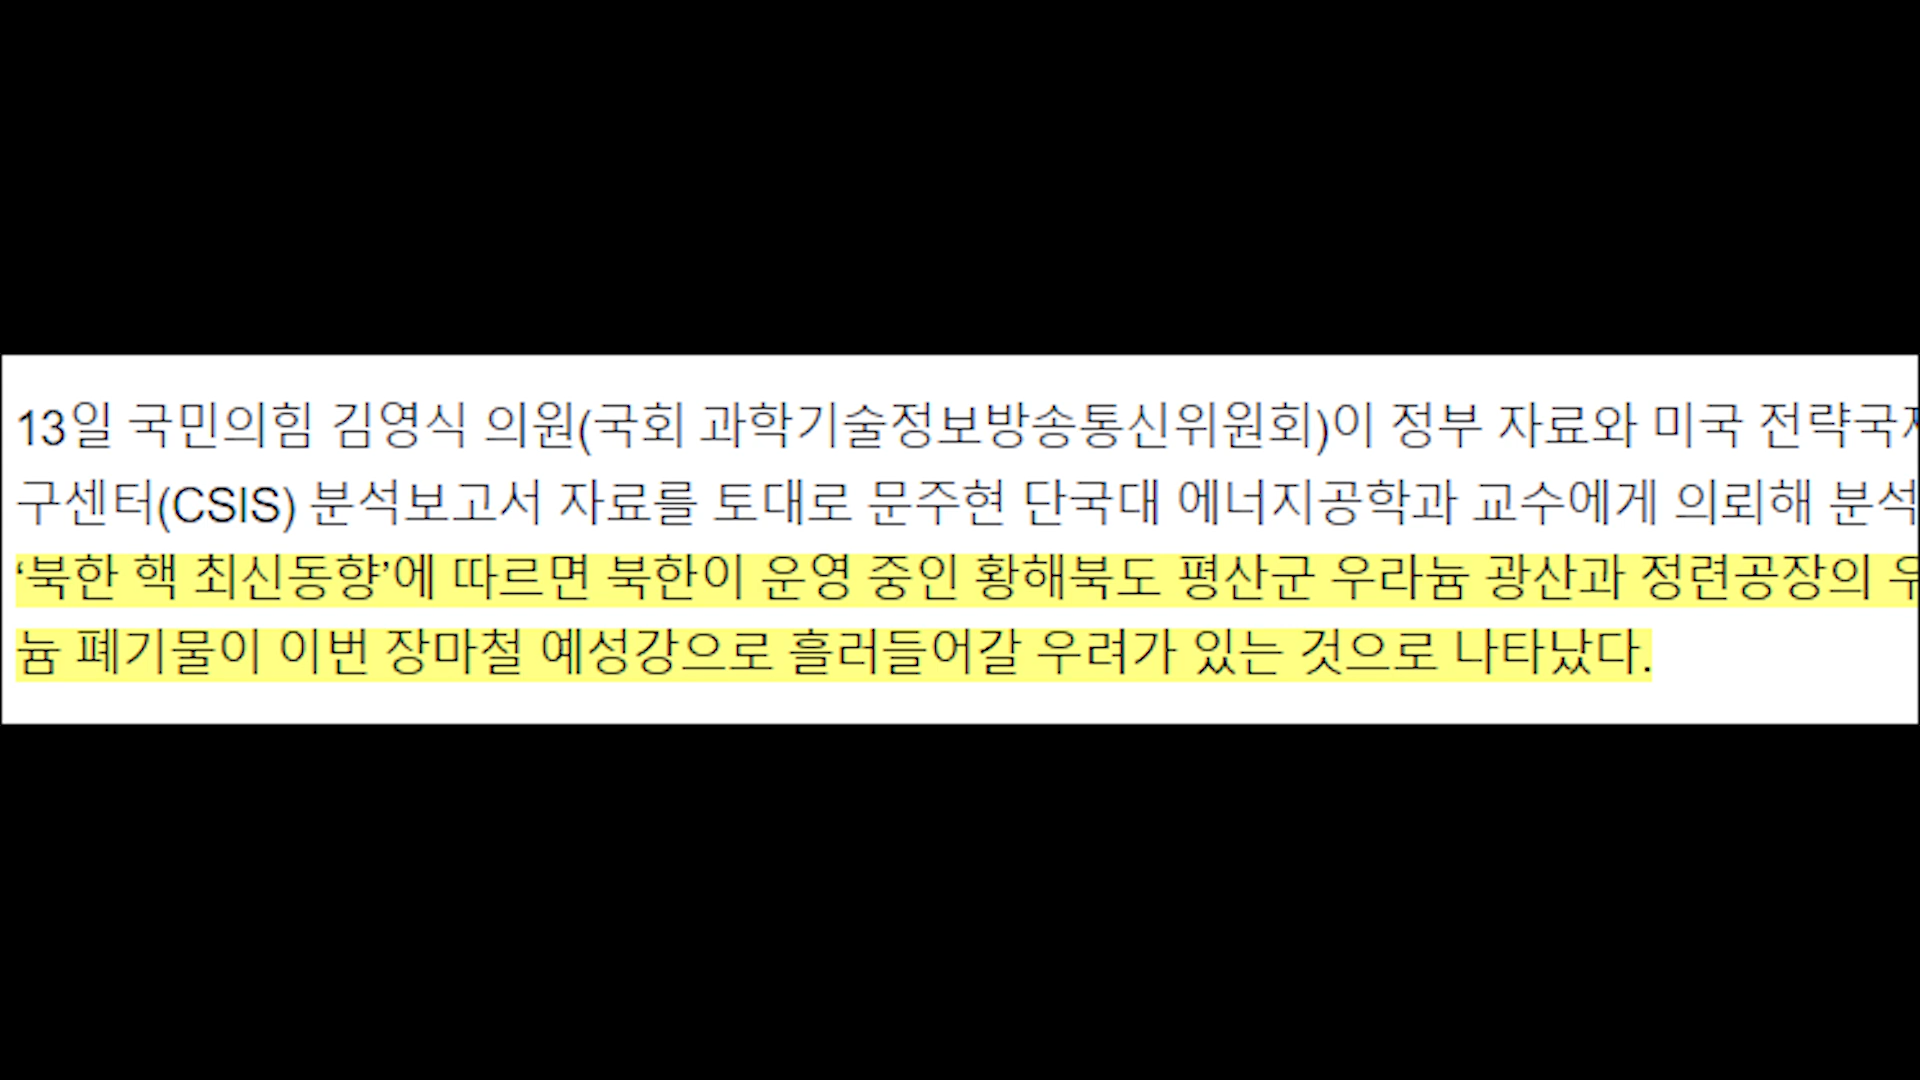 13일 국민의힘 김영식 의원(국회 과학기술정보방송통신위원회)이 정부 자료와 미국 전략국
구센터(CSIS) 분석보고서 자료를 토대로 문주현 단국대 에너지공학과 교수에게 의뢰해 분석
‘북한 핵 최신동향’에 따르면 북한이 운영 중인 황해북도 평산군 우라늄 광산과 정련공장의
늄 폐기물이 이번 장마철 예성강으로 흘러들어갈 우려가 있는 것으로 나타났다.